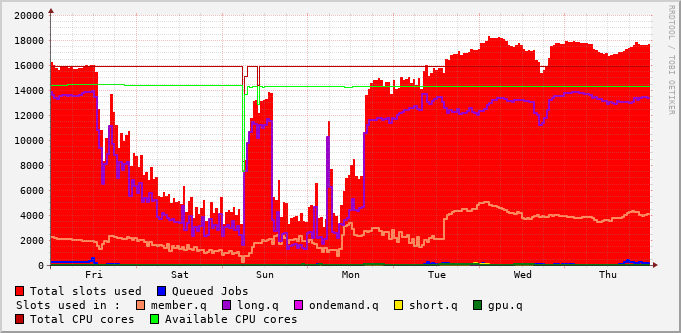 20000
18000
16000
14000
12000
10000
8000
6000
4000
2000
0
Fri Sat Sun Mon Tue Wed Thu
Total slots used Queued Jobs
Slots used in : member.q long.q ondemand.q short.q gpu.q
Total CPU cores Available CPU cores
RRDTOOL / TOBI OETIKER